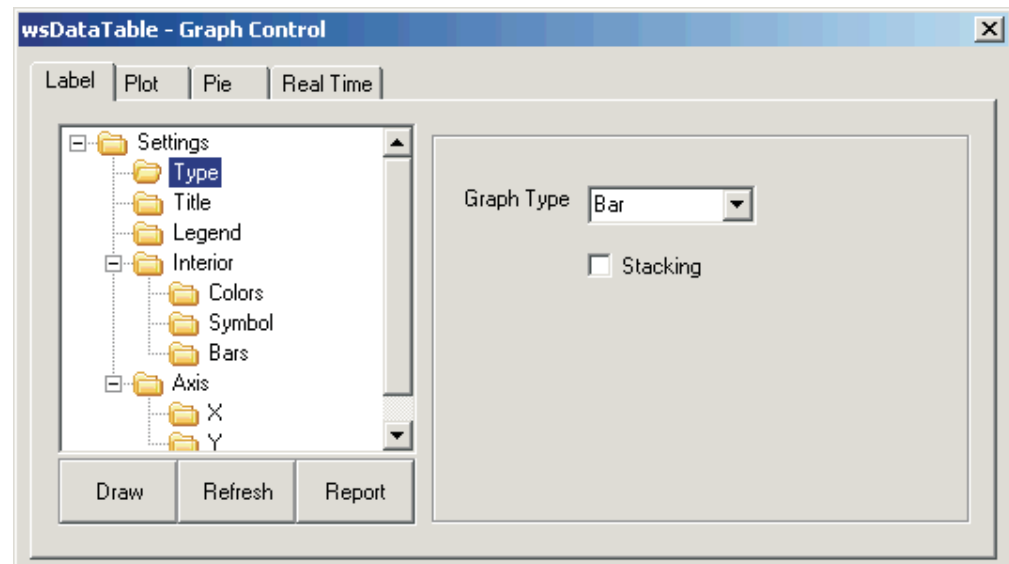 wsDataTable - Graph Control
Label Plot Pie Real Time
Settings
Type
Title
Legend
Interior
Colors
Symbol
Bars
Axis
X
Y
Draw Refresh Report
Graph Type Bar
Stacking